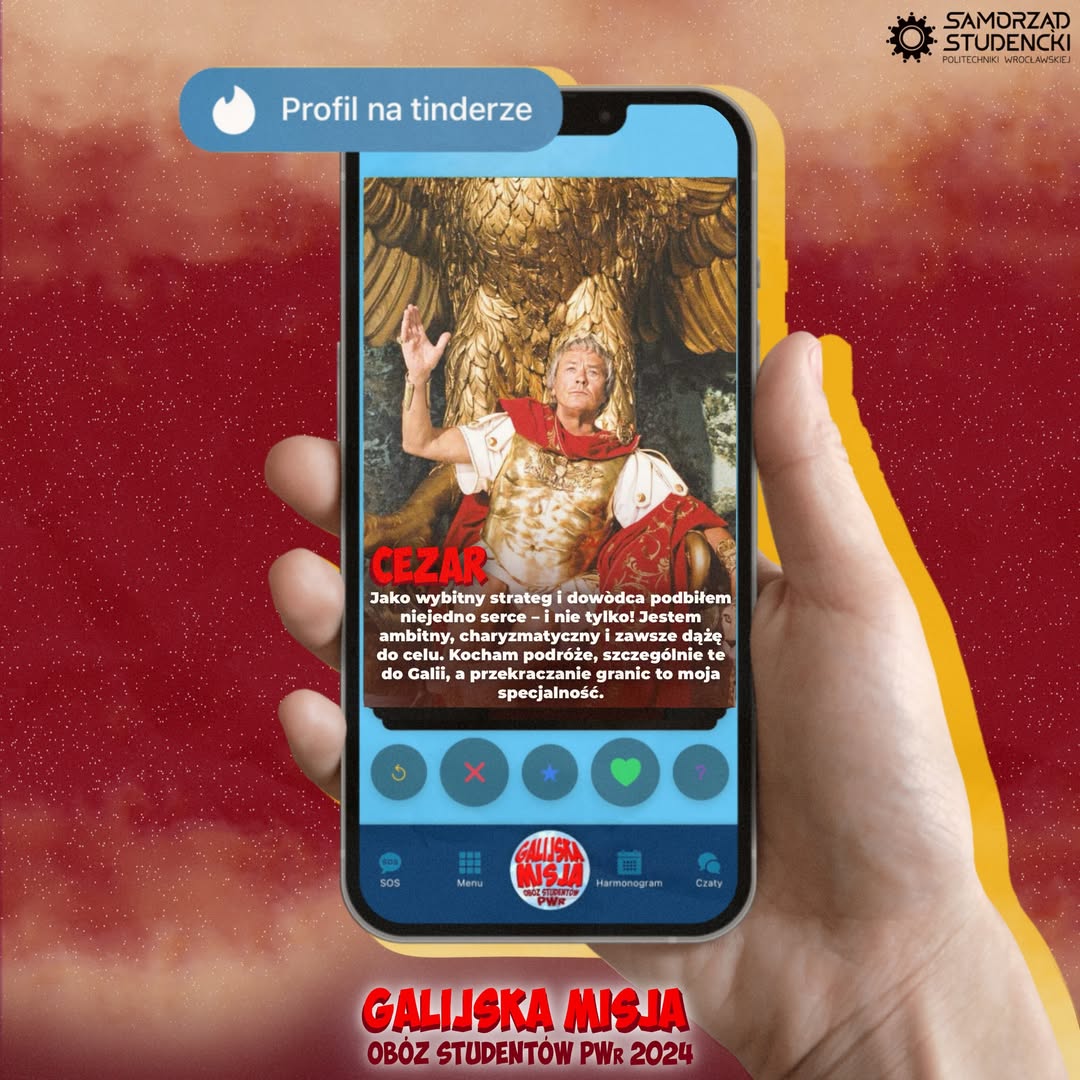 SAMORZĄD
STUDENCKI
POLITECHNIKI WROCŁAWSKIEJ
Profil na tinderze
CEZAR
Jako wybitny strateg i dowòdca podbiłem
niejedno serce – i nie tylko! Jestem
ambitny, charyzmatyczny i zawsze dążę
do celu. Kocham podróże, szczególnie te
do Galii, a przekraczanie granic to moja
specjalność.
?
SOS
SOS
Menu
GALIJSKA
MISJA
OBÓZ STUDENTÓW
PWr
Harmonogram
Czaty
GALIJSKA MISJA
OBÓZ STUDENTÓW PWr 2024